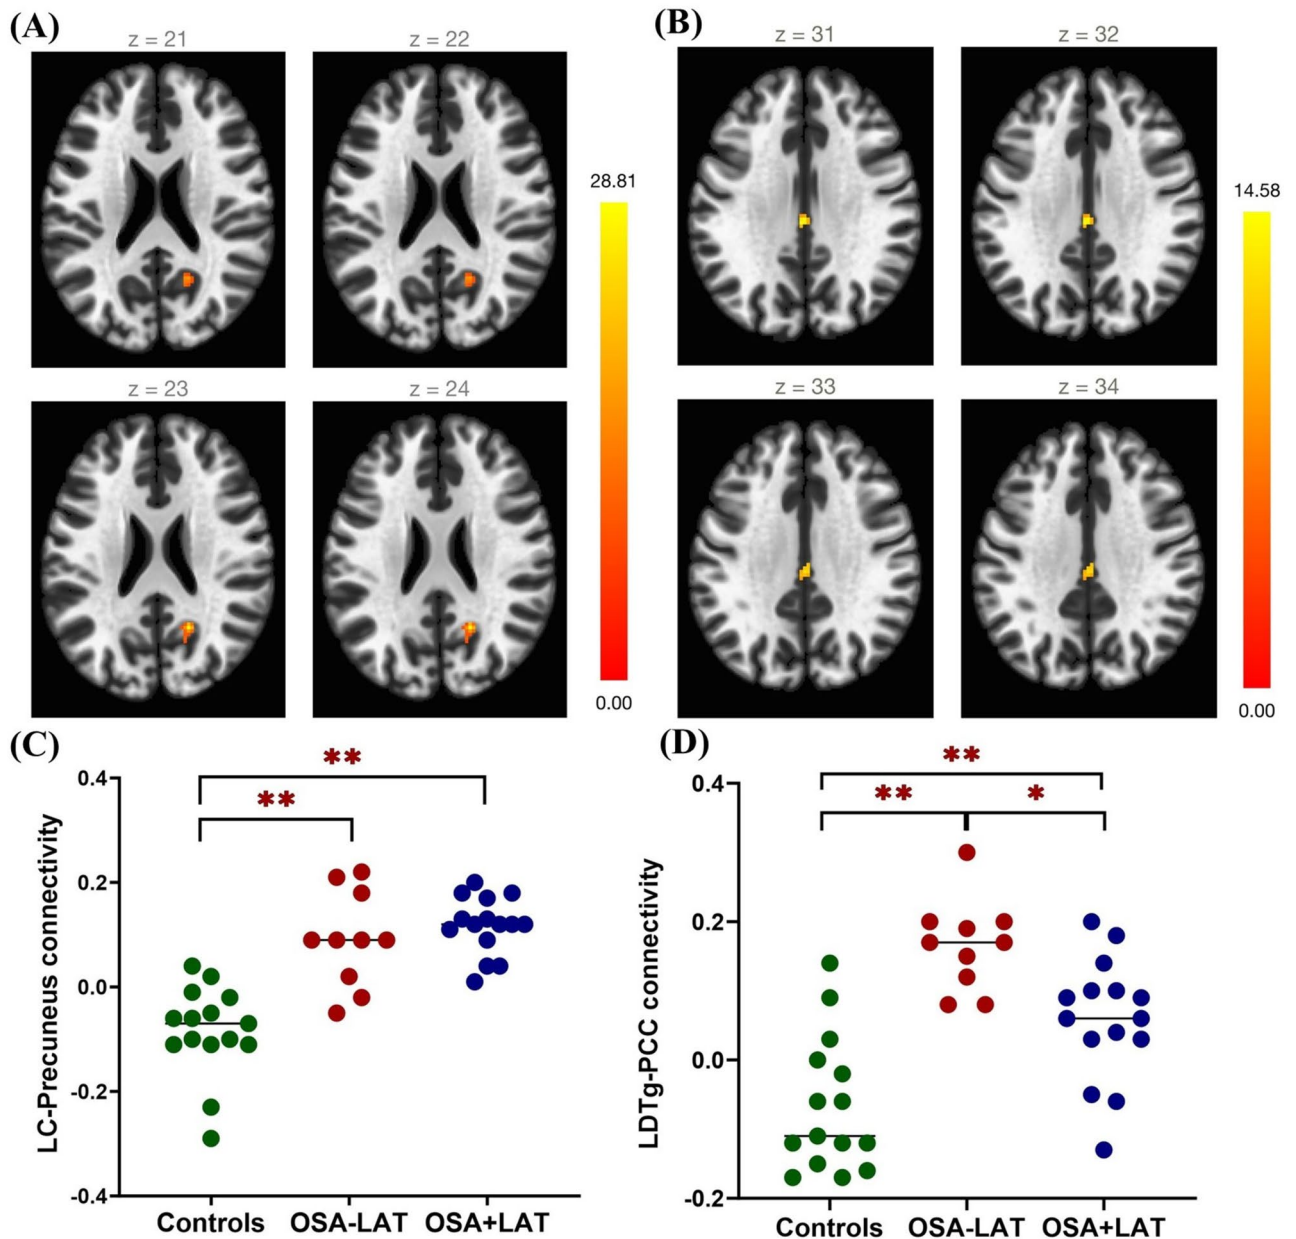 (A)
z = 21
z = 22
28.81
z = 23
z = 24
0.00
(B)
z = 31
z = 32
14.58
z = 33
z = 34
0.00
(C)
**
**
0.4
0.2
0.0
-0.2
-0.4
LC-Precuneus connectivity
Controls OSA-LAT OSA+LAT
(D)
**
** *
0.4
0.2
0.0
-0.2
LDTg-PCC connectivity
Controls OSA-LAT OSA+LAT